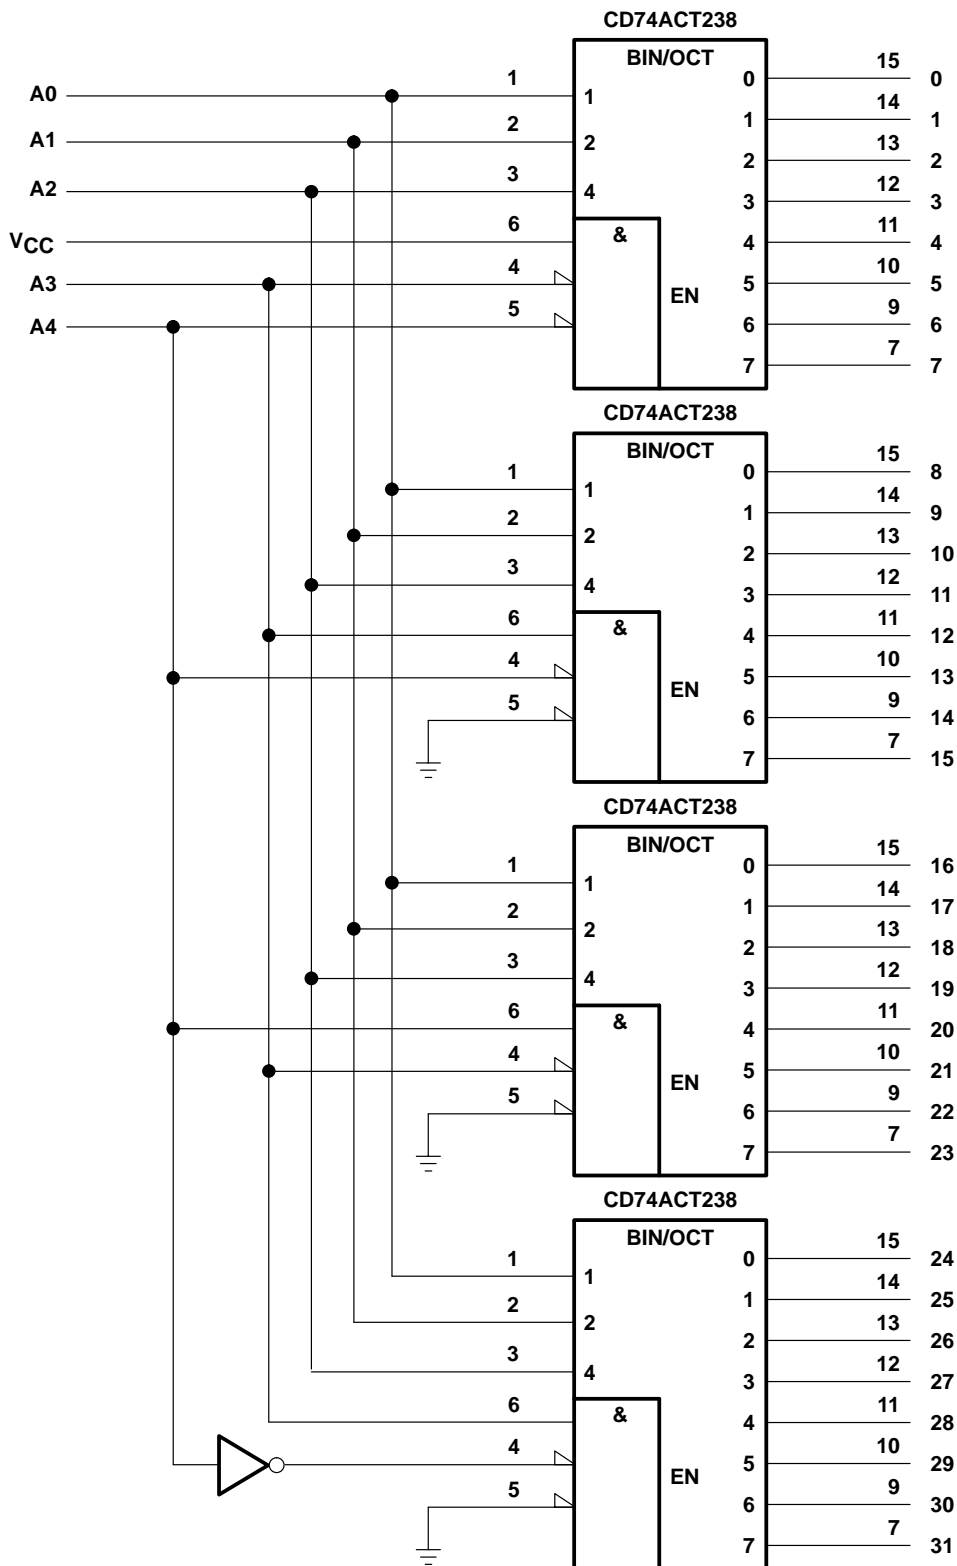 CD74ACT238
BIN/OCT
A0 1 1 0 15 0
A1 2 2 1 14 1
A2 3 4 2 13 2
3 12 3
VCC 6 & 4 11 4
A3 4 EN 5 10 5
A4 5 6 9 6
7 7 7
CD74ACT238
BIN/OCT
1 1 0 15 8
2 2 1 14 9
3 4 2 13 10
3 12 11
6 & 4 11 12
4 EN 5 10 13
5 6 9 14
7 7 15
CD74ACT238
BIN/OCT
1 1 0 15 16
2 2 1 14 17
3 4 2 13 18
3 12 19
6 & 4 11 20
4 EN 5 10 21
5 6 9 22
7 7 23
CD74ACT238
BIN/OCT
1 1 0 15 24
2 2 1 14 25
3 4 2 13 26
3 12 27
6 & 4 11 28
4 EN 5 10 29
5 6 9 30
7 7 31